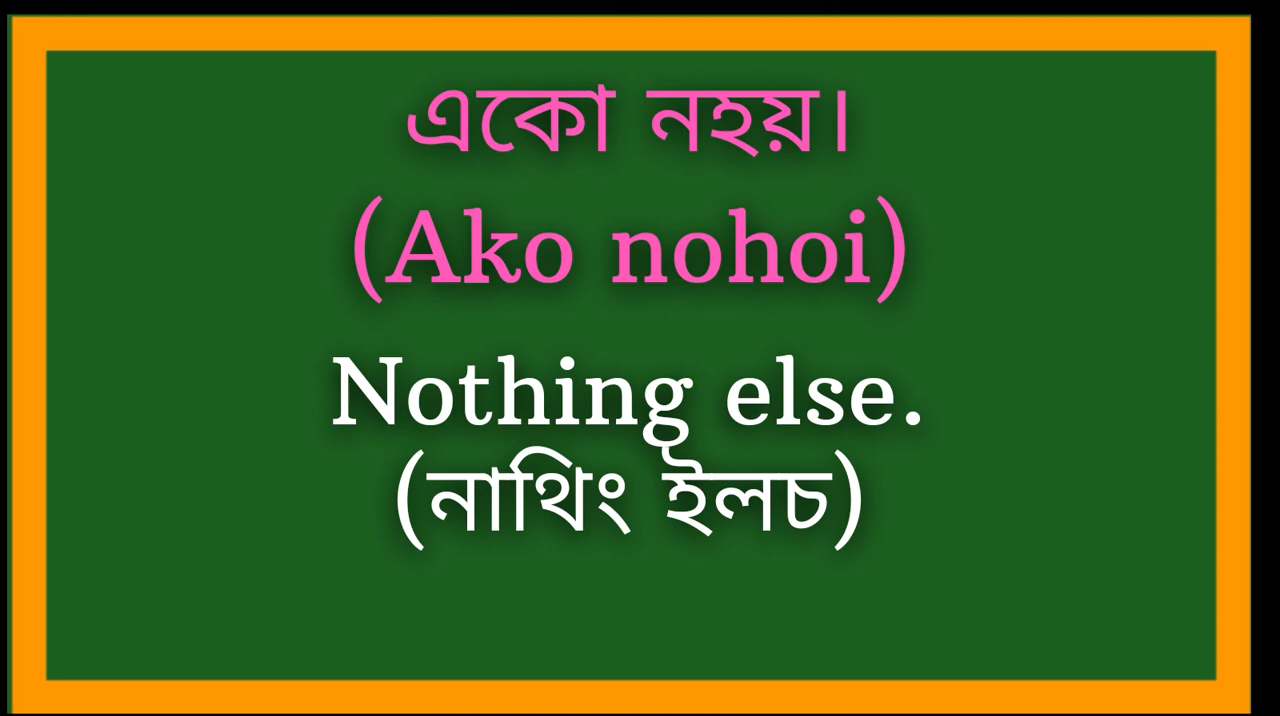 একো নহয়।
(Ako nohoi)
Nothing else.
(নাথিং ইলচ)